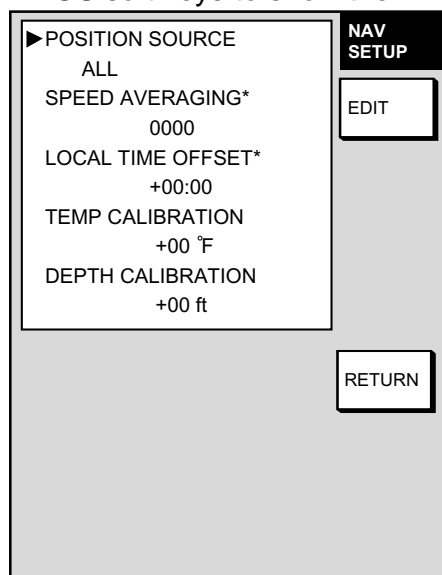 ▶POSITION SOURCE
ALL
SPEED AVERAGING*
0000
LOCAL TIME OFFSET*
+00:00
TEMP CALIBRATION
+00 °F
DEPTH CALIBRATION
+00 ft
NAV
SETUP
EDIT
RETURN